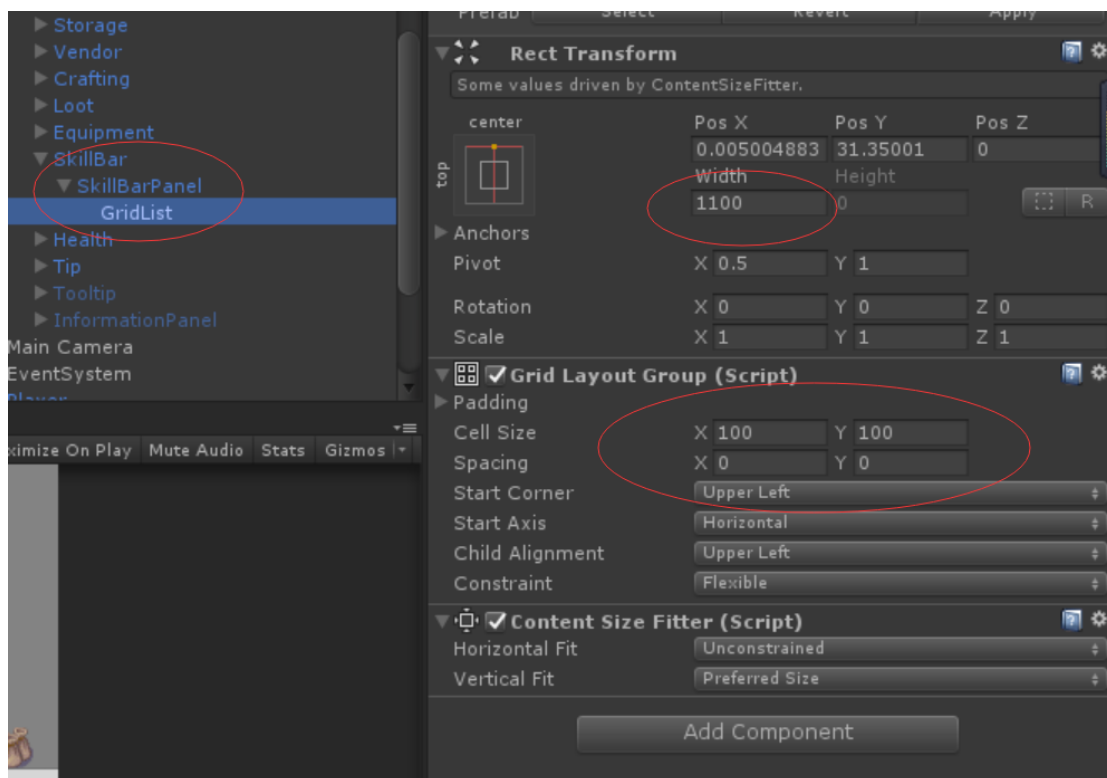 Storage
Vendor
Crafting
Loot
Equipment
SkillBar
SkillBarPanel
GridList
Health
Tip
Tooltip
InformationPanel
Main Camera
EventSystem
Player
ximize On Play Mute Audio Stats Gizmos
Prefab Select Revert Apply
Rect Transform
Some values driven by ContentSizeFitter.
center
top
Pos X Pos Y Pos Z
0.005004883 31.35001 0
Width Height
1100 0
R
Anchors
Pivot X 0.5 Y 1
Rotation X 0 Y 0 Z 0
Scale X 1 Y 1 Z 1
Grid Layout Group (Script)
Padding
Cell Size X 100 Y 100
Spacing X 0 Y 0
Start Corner Upper Left
Start Axis Horizontal
Child Alignment Upper Left
Constraint Flexible
Content Size Fitter (Script)
Horizontal Fit Unconstrained
Vertical Fit Preferred Size
Add Component